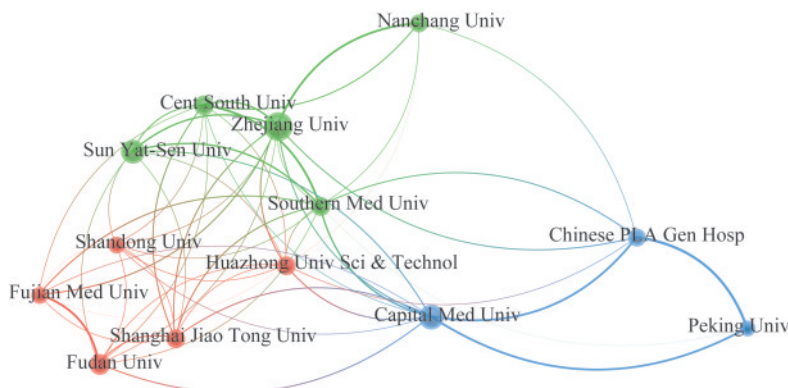 Nanchang Univ
Cent South Univ
Zhejiang Univ
Sun Yat-Sen Univ
Southern Med Univ
Shandong Univ
Chinese PLA Gen Hosp
Huazhong Univ Sci & Technol
Fujian Med Univ
Capital Med Univ
Peking Univ
Shanghai Jiao Tong Univ
Fudan Univ